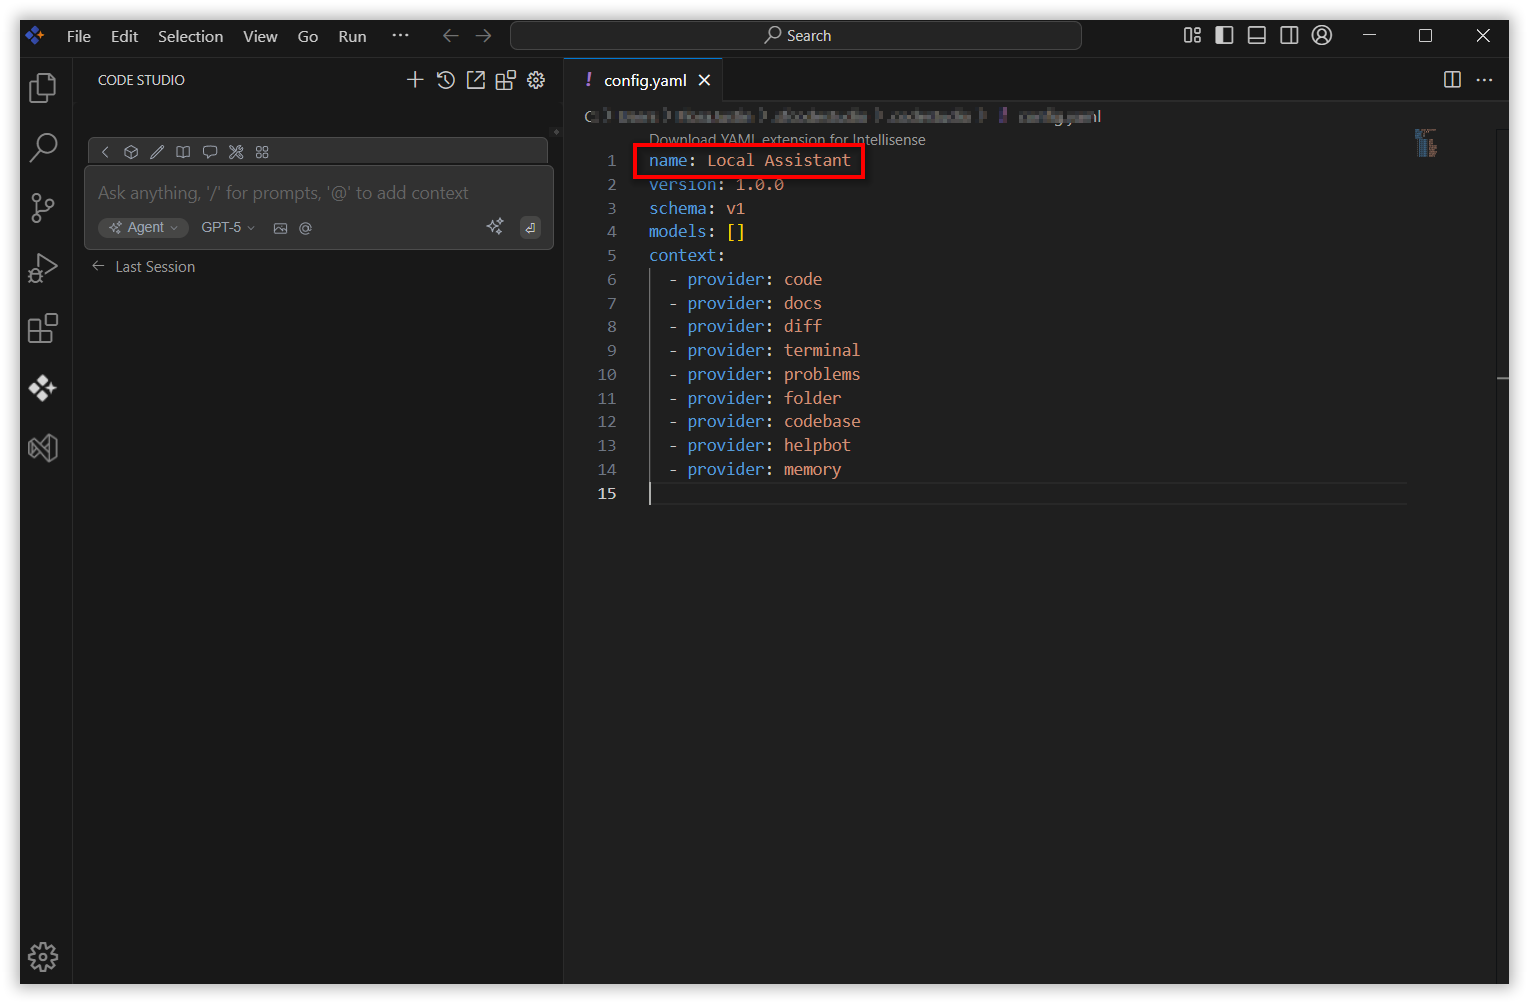 File Edit Selection View Go Run ···
Search
CODE STUDIO
config.yaml
Download YAML extension for Intellisense
Ask anything, '/' for prompts, '@' to add context
Agent GPT-5
Last Session
1 name: Local Assistant
2 version: 1.0.0
3 schema: v1
4 models: []
5 context:
6 - provider: code
7 - provider: docs
8 - provider: diff
9 - provider: terminal
10 - provider: problems
11 - provider: folder
12 - provider: codebase
13 - provider: helpbot
14 - provider: memory
15